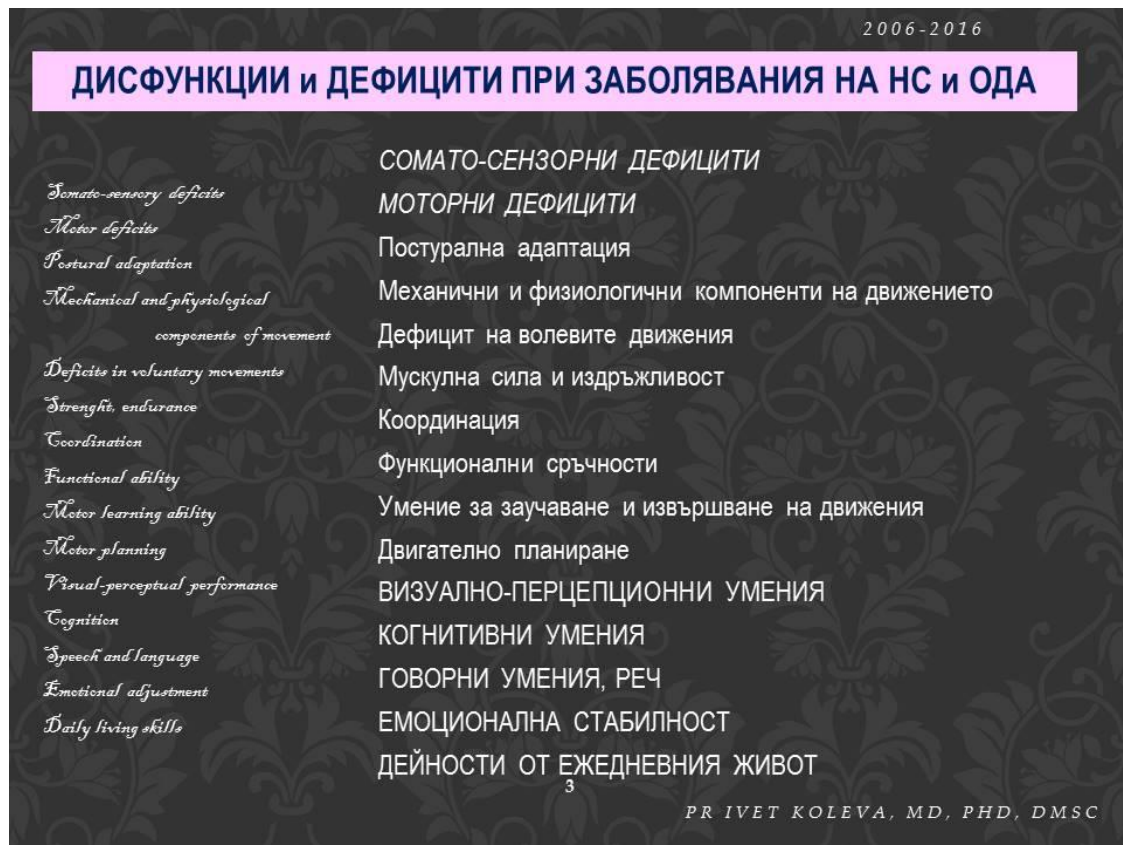 2006-2016
ДИСФУНКЦИИ и ДЕФИЦИТИ ПРИ ЗАБОЛЯВАНИЯ НА НС и ОДА
Somato-sensory deficits
Motor deficits
Postural adaptation
Mechanical and physiological
components of movement
Deficits in voluntary movements
Strenght, endurance
Coordination
Functional ability
Motor learning ability
Motor planning
Visual-perceptual performance
Cognition
Speech and language
Emotional adjustment
Daily living skills
СОМАТО-СЕНЗОРНИ ДЕФИЦИТИ
МОТОРНИ ДЕФИЦИТИ
Постурална адаптация
Механични и физиологични компоненти на движението
Дефицит на волевите движения
Мускулна сила и издръжливост
Координация
Функционални сръчности
Умение за заучаване и извършване на движения
Двигателно планиране
ВИЗУАЛНО-ПЕРЦЕПЦИОННИ УМЕНИЯ
КОГНИТИВНИ УМЕНИЯ
ГОВОРНИ УМЕНИЯ, РЕЧ
ЕМОЦИОНАЛНА СТАБИЛНОСТ
ДЕЙНОСТИ ОТ ЕЖЕДНЕВНИЯ ЖИВОТ
3
PR IVET KOLEVA, MD, PHD, DMSC